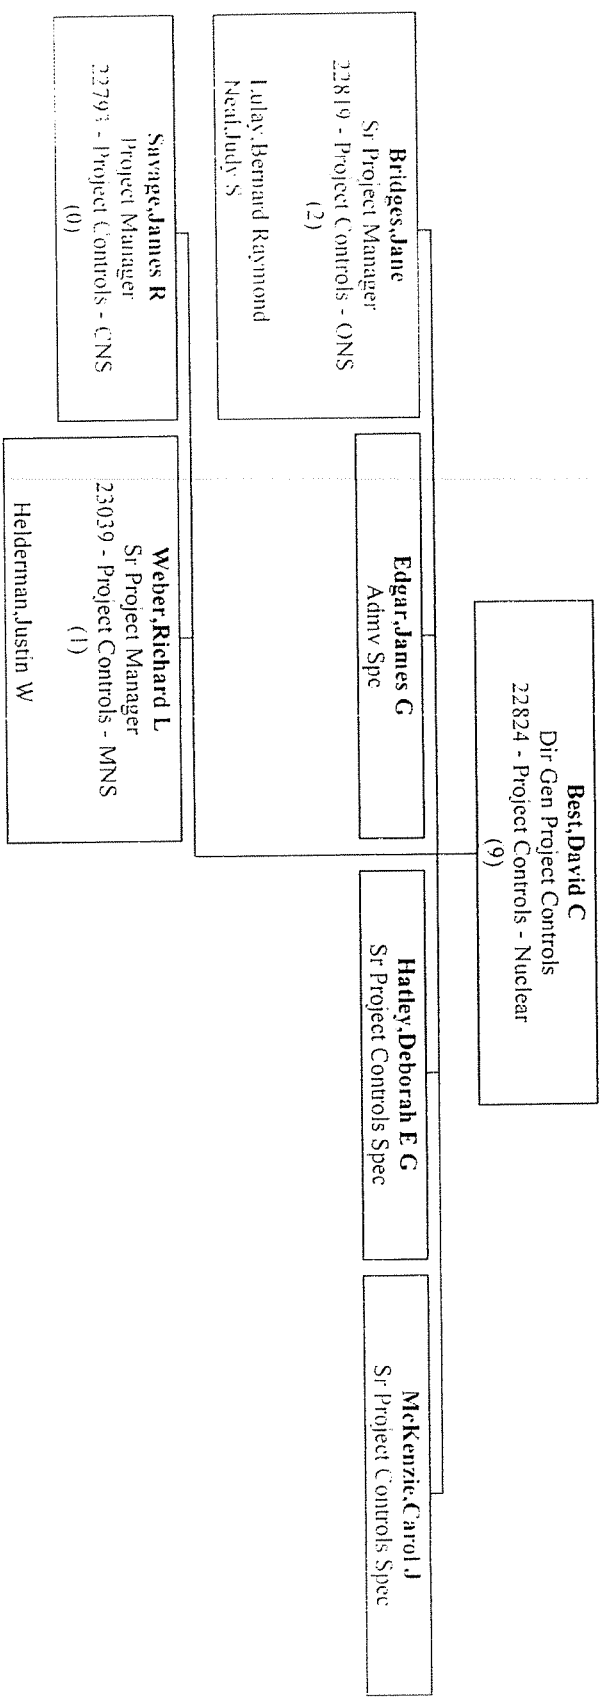 Best,David C
Dir Gen Project Controls
22824 - Project Controls - Nuclear
(9)
Bridges,Jane
Sr Project Manager
22819 - Project Controls - ONS
(2)
Lulay,Bernard Raymond
Neal,Judy S
Edgar,James G
Admv Spc
Hatley,Deborah E G
Sr Project Controls Spec
McKenzie,Carol J
Sr Project Controls Spec
Savage,James R
Project Manager
22793 - Project Controls - CNS
(0)
Weber,Richard L
Sr Project Manager
23039 - Project Controls - MNS
(1)
Helderman,Justin W